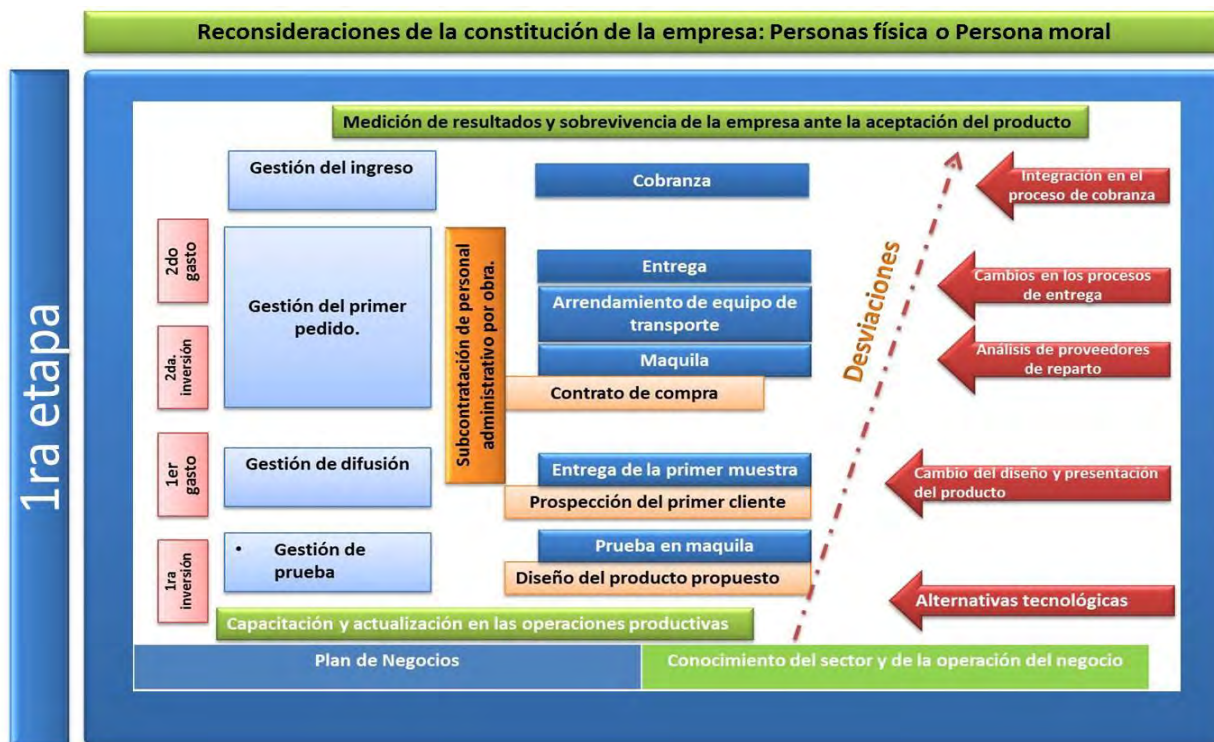 Reconsideraciones de la constitución de la empresa: Personas física o Persona moral
1ra etapa
Medición de resultados y sobrevivencia de la empresa ante la aceptación del producto
Gestión del ingreso
Cobranza
Integración en el
proceso de cobranza
2do
gasto
2da.
inversión
Gestión del primer
pedido.
Subcontratación de personal
administrativo por obra.
Entrega
Arrendamiento de equipo de
transporte
Maquila
Contrato de compra
Desviaciones
Cambios en los procesos
de entrega
Análisis de proveedores
de reparto
1er
gasto
Gestión de difusión
Entrega de la primer muestra
Prospección del primer cliente
Cambio del diseño y presentación
del producto
1ra
inversión
• Gestión de
prueba
Prueba en maquila
Diseño del producto propuesto
Alternativas tecnológicas
Capacitación y actualización en las operaciones productivas
Plan de Negocios
Conocimiento del sector y de la operación del negocio